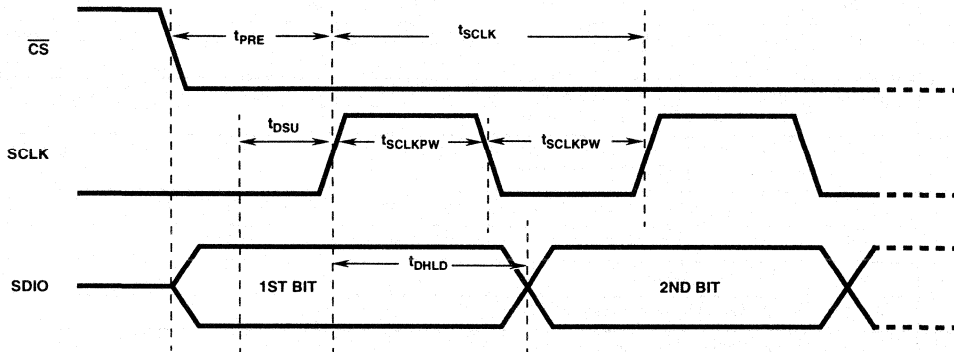 CS
tPRE
tSCLK
SCLK
tDSU
tSCLKPW
tSCLKPW
SDIO
1ST BIT
tDHLD
2ND BIT